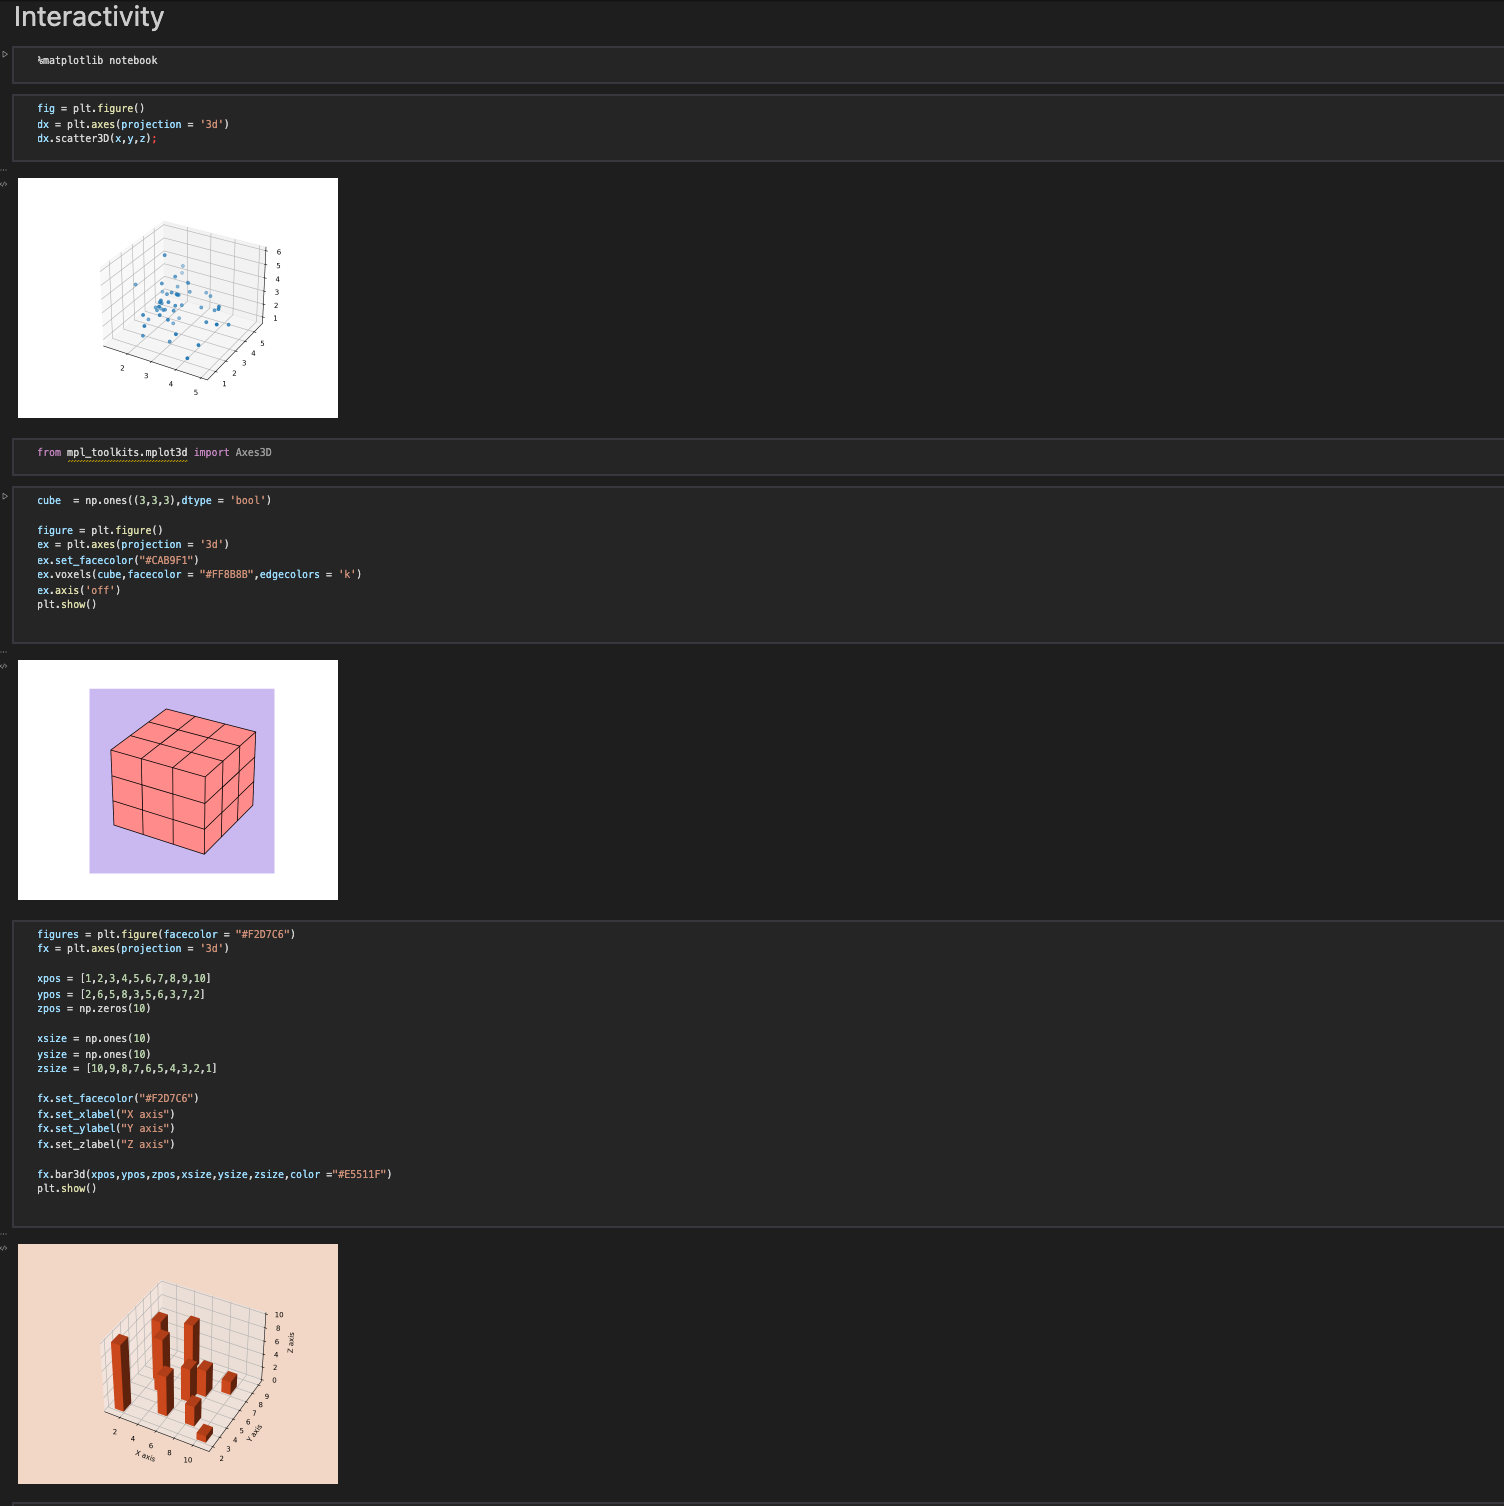 Interactivity
%matplotlib notebook
fig = plt.figure()
dx = plt.axes(projection = '3d')
dx.scatter3D(x,y,z);
6
5
4
3
2
1
5
4
3
2
1
2
3
4
5
from mpl_toolkits.mplot3d import Axes3D
cube  = np.ones((3,3,3),dtype = 'bool')
figure = plt.figure()
ex = plt.axes(projection = '3d')
ex.set_facecolor("#CAB9F1")
ex.voxels(cube,facecolor = "#FF8B8B",edgecolors = 'k')
ex.axis('off')
plt.show()
figures = plt.figure(facecolor = "#F2D7C6")
fx = plt.axes(projection = '3d')
xpos = [1,2,3,4,5,6,7,8,9,10]
ypos = [2,6,5,8,3,5,6,3,7,2]
zpos = np.zeros(10)
xsize = np.ones(10)
ysize = np.ones(10)
zsize = [10,9,8,7,6,5,4,3,2,1]
fx.set_facecolor("#F2D7C6")
fx.set_xlabel("X axis")
fx.set_ylabel("Y axis")
fx.set_zlabel("Z axis")
fx.bar3d(xpos,ypos,zpos,xsize,ysize,zsize,color ="#E5511F")
plt.show()
10
8
6
4
2
0
Z axis
9
8
7
6
5
4
3
2
Y axis
2
4
6
8
10
X axis